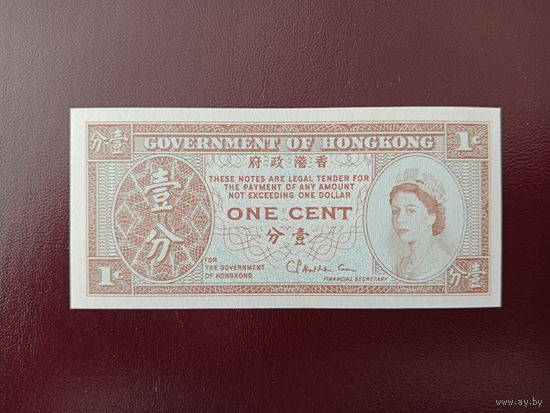 GOVERNMENT OF HONGKONG
分壹
1c
府政港香
THESE NOTES ARE LEGAL TENDER FOR
THE PAYMENT OF ANY AMOUNT
NOT EXCEEDING ONE DOLLAR
壹
分
ONE CENT
分壹
FOR
THE GOVERNMENT
OF HONGKONG
FINANCIAL SECRETARY
1c
分壹
www.ay.by